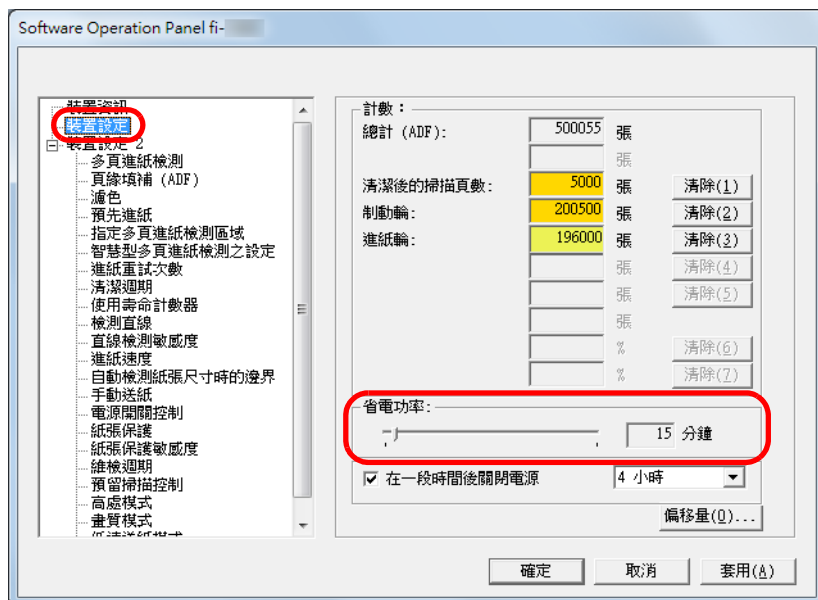 Software Operation Panel fi-
裝置資訊
裝置設定
裝置設定 2
多頁進紙檢測
頁緣填補 (ADF)
濾色
預先進紙
指定多頁進紙檢測區域
智慧型多頁進紙檢測之設定
進紙重試次數
清潔週期
使用壽命計數器
檢測直線
直線檢測敏感度
進紙速度
自動檢測紙張尺寸時的邊界
手動送紙
電源開關控制
紙張保護
紙張保護敏感度
維檢週期
預留掃描控制
高處模式
畫質模式
計數：
總計 (ADF): 500055 張
張
清潔後的掃描頁數: 5000 張 清除(1)
制動輪: 200500 張 清除(2)
進紙輪: 196000 張 清除(3)
張 清除(4)
張 清除(5)
張
% 清除(6)
% 清除(7)
省電功率:
15 分鐘
在一段時間後關閉電源 4 小時
偏移量(O)...
確定 取消 套用(A)